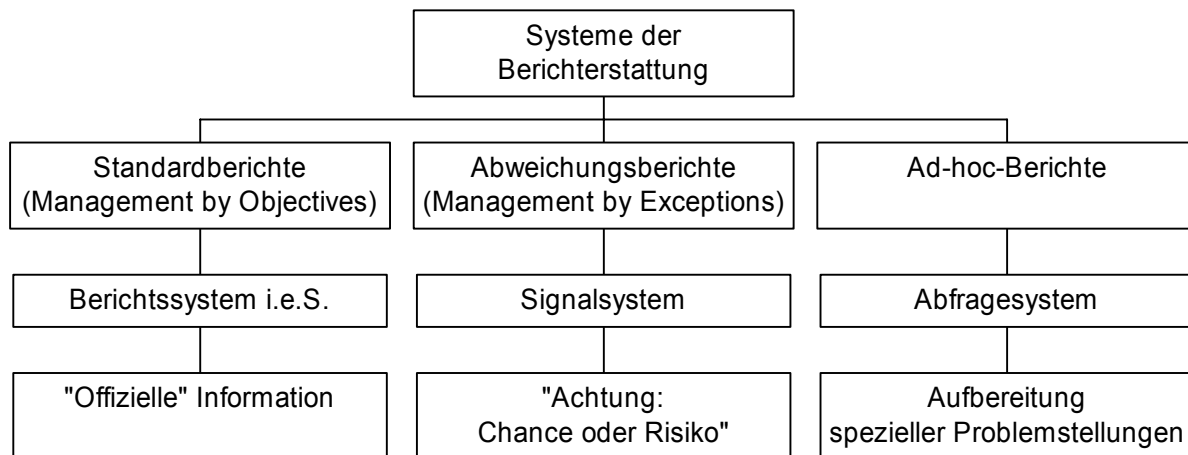 Systeme der
Berichterstattung
Standardberichte
(Management by Objectives)
Abweichungsberichte
(Management by Exceptions)
Ad-hoc-Berichte
Berichtssystem i.e.S.
Signalsystem
Abfragesystem
"Offizielle" Information
"Achtung:
Chance oder Risiko"
Aufbereitung
spezieller Problemstellungen